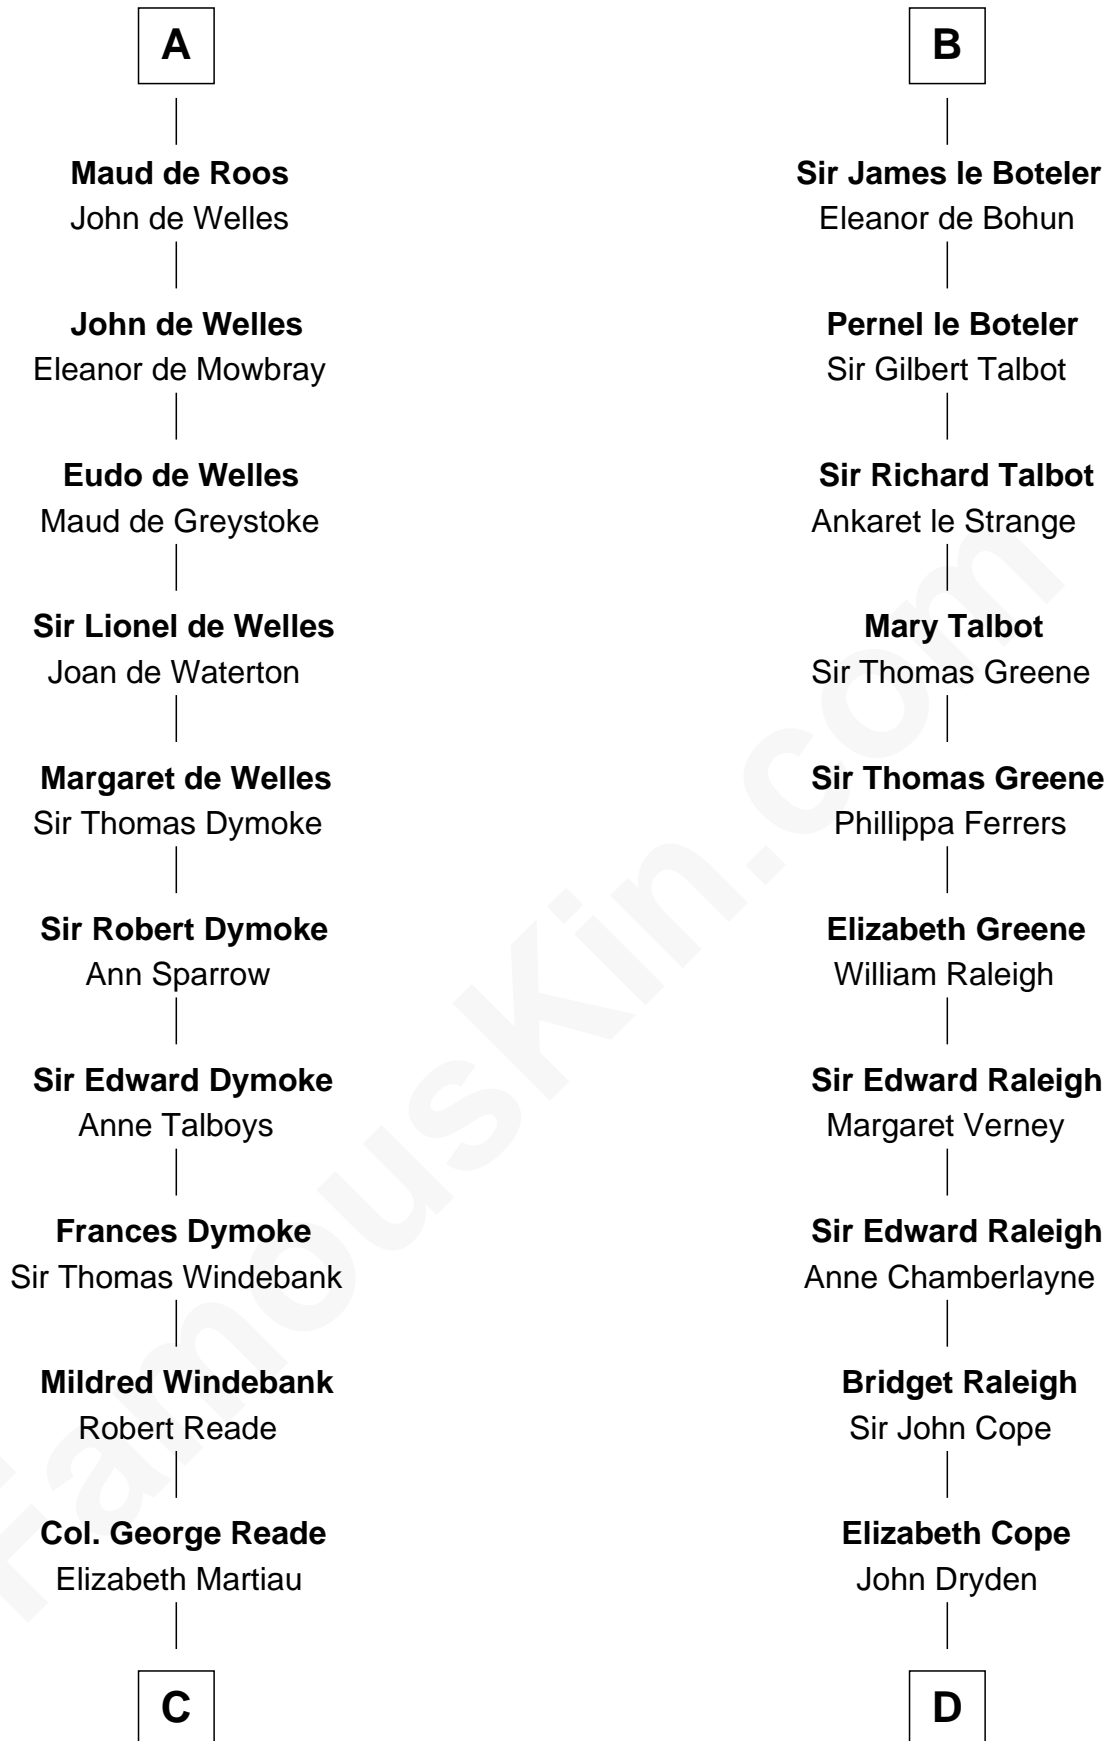 A
Maud de Roos
John de Welles
John de Welles
Eleanor de Mowbray
Eudo de Welles
Maud de Greystoke
Sir Lionel de Welles
Joan de Waterton
Margaret de Welles
Sir Thomas Dymoke
Sir Robert Dymoke
Ann Sparrow
Sir Edward Dymoke
Anne Talboys
Frances Dymoke
Sir Thomas Windebank
Mildred Windebank
Robert Reade
Col. George Reade
Elizabeth Martiau
C
B
Sir James le Boteler
Eleanor de Bohun
Pernel le Boteler
Sir Gilbert Talbot
Sir Richard Talbot
Ankaret le Strange
Mary Talbot
Sir Thomas Greene
Sir Thomas Greene
Phillippa Ferrers
Elizabeth Greene
William Raleigh
Sir Edward Raleigh
Margaret Verney
Sir Edward Raleigh
Anne Chamberlayne
Bridget Raleigh
Sir John Cope
Elizabeth Cope
John Dryden
D
FamousKin.com